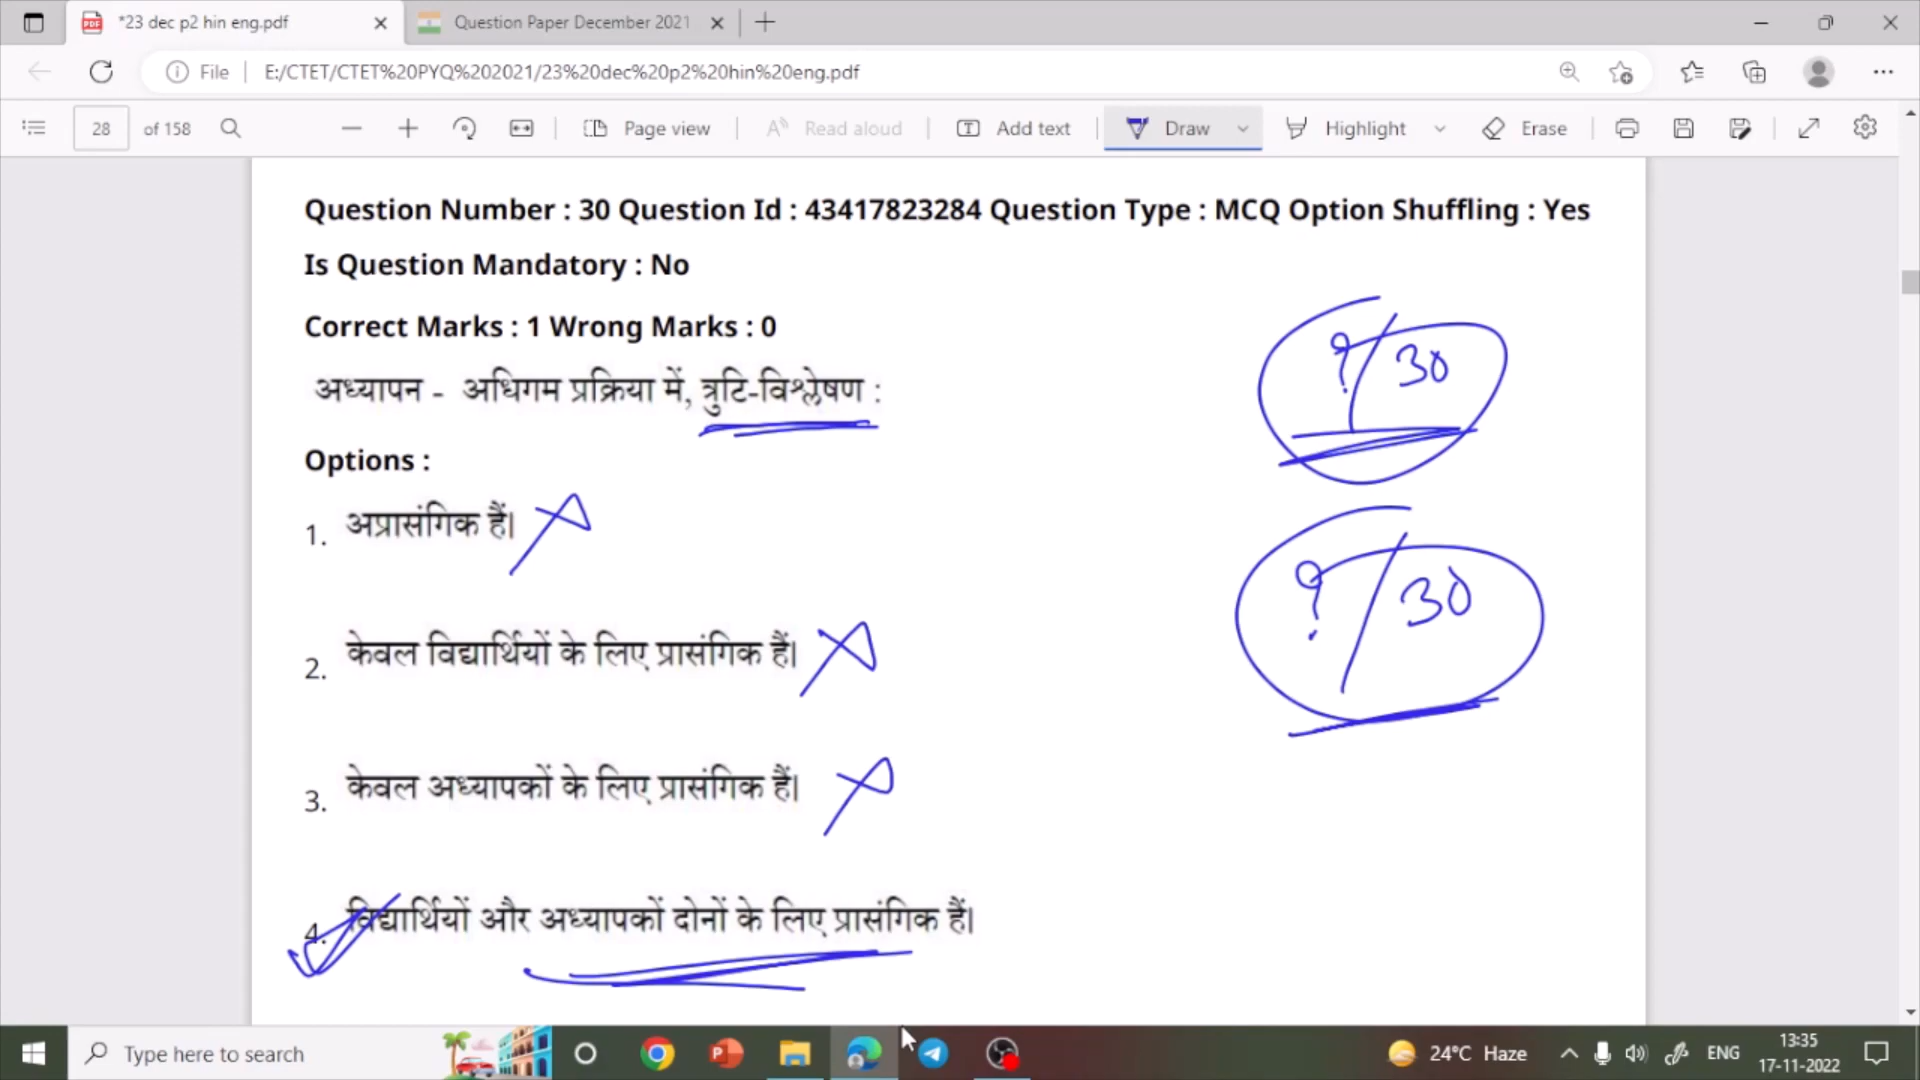 *23 dec p2 hin eng.pdf
Question Paper December 2021
File
E:/CTET/CTET%20PYQ%202021/23%20dec%20p2%20hin%20eng.pdf
28 of 158
Page view
Read aloud
Add text
Draw
Highlight
Erase
Question Number : 30 Question Id : 43417823284 Question Type : MCQ Option Shuffling : Yes
Is Question Mandatory : No
Correct Marks : 1 Wrong Marks : 0
?/30
अध्यापन - अधिगम प्रक्रिया में, त्रुटि-विश्लेषण :
Options :
1. अप्रासंगिक हैं।
?/30
2. केवल विद्यार्थियों के लिए प्रासंगिक हैं।
3. केवल अध्यापकों के लिए प्रासंगिक हैं।
4. विद्यार्थियों और अध्यापकों दोनों के लिए प्रासंगिक हैं।
Type here to search
24°C Haze
ENG
13:35
17-11-2022